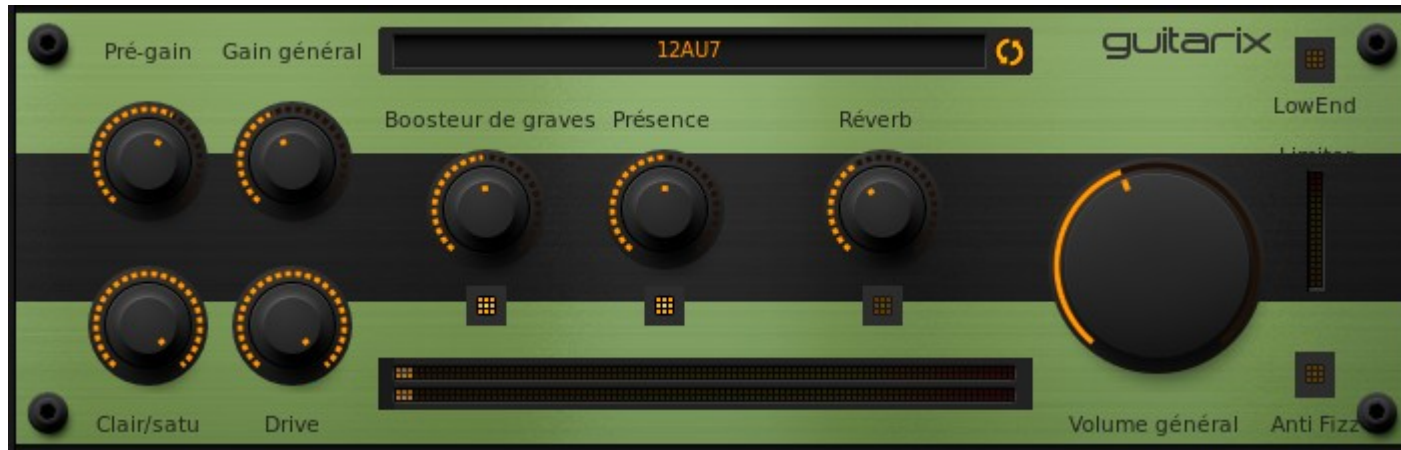 Pré-gain
Gain général
12AU7
guitarix
LowEnd
Boosteur de graves
Présence
Réverb
Limiter
Clair/satu
Drive
Volume général
Anti Fizz